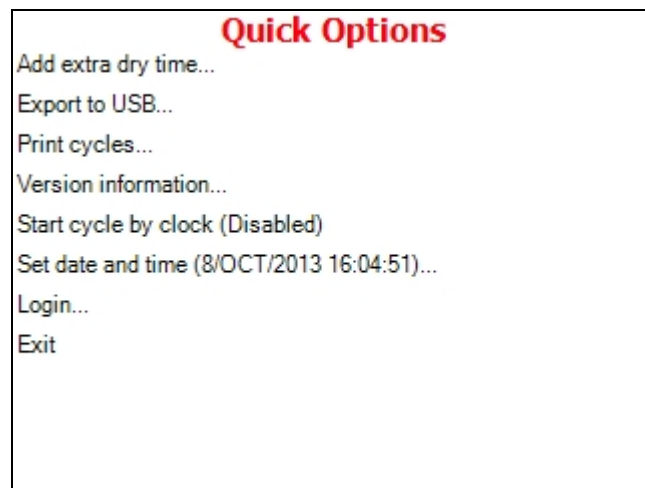 Quick Options
Add extra dry time...
Export to USB...
Print cycles...
Version information...
Start cycle by clock (Disabled)
Set date and time (8/OCT/2013 16:04:51)...
Login...
Exit